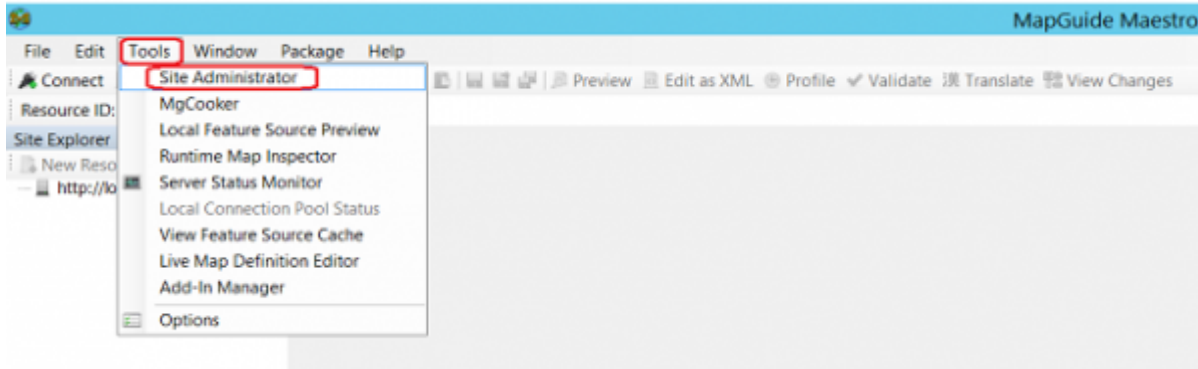 MapGuide Maestro
File Edit Tools Window Package Help
Connect
Preview Edit as XML Profile Validate 漢 Translate View Changes
Resource ID:
Site Explorer
New Reso
http://lo
Site Administrator
MgCooker
Local Feature Source Preview
Runtime Map Inspector
Server Status Monitor
Local Connection Pool Status
View Feature Source Cache
Live Map Definition Editor
Add-In Manager
Options